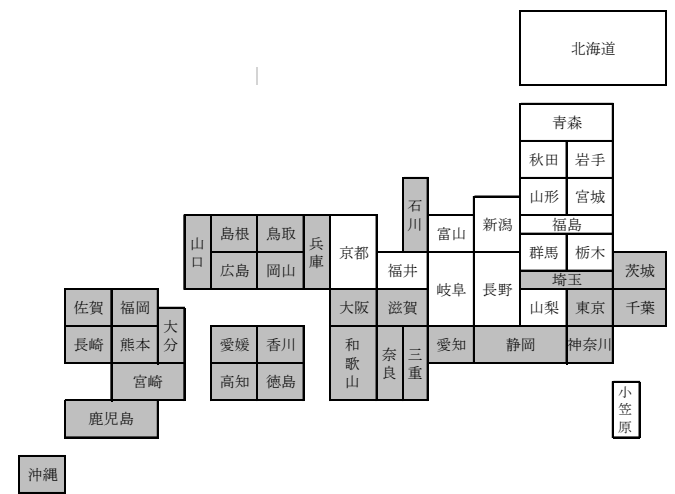 北海道
青森
秋田
岩手
山形
宮城
石川
新潟
福島
山口
島根
鳥取
兵庫
京都
富山
群馬
栃木
広島
岡山
福井
岐阜
長野
埼玉
茨城
佐賀
福岡
大分
大阪
滋賀
山梨
東京
千葉
長崎
熊本
愛媛
香川
和歌山
奈良
三重
愛知
静岡
神奈川
宮崎
高知
徳島
小笠原
鹿児島
沖縄